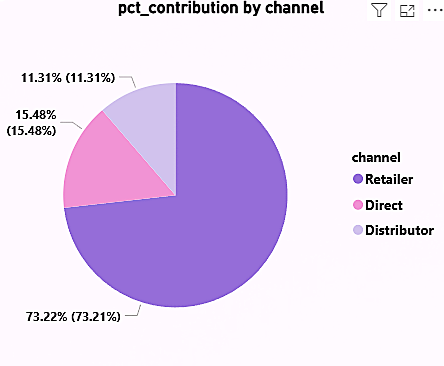 pct_contribution by channel
11.31% (11.31%)
15.48%
(15.48%)
channel
Retailer
Direct
Distributor
73.22% (73.21%)